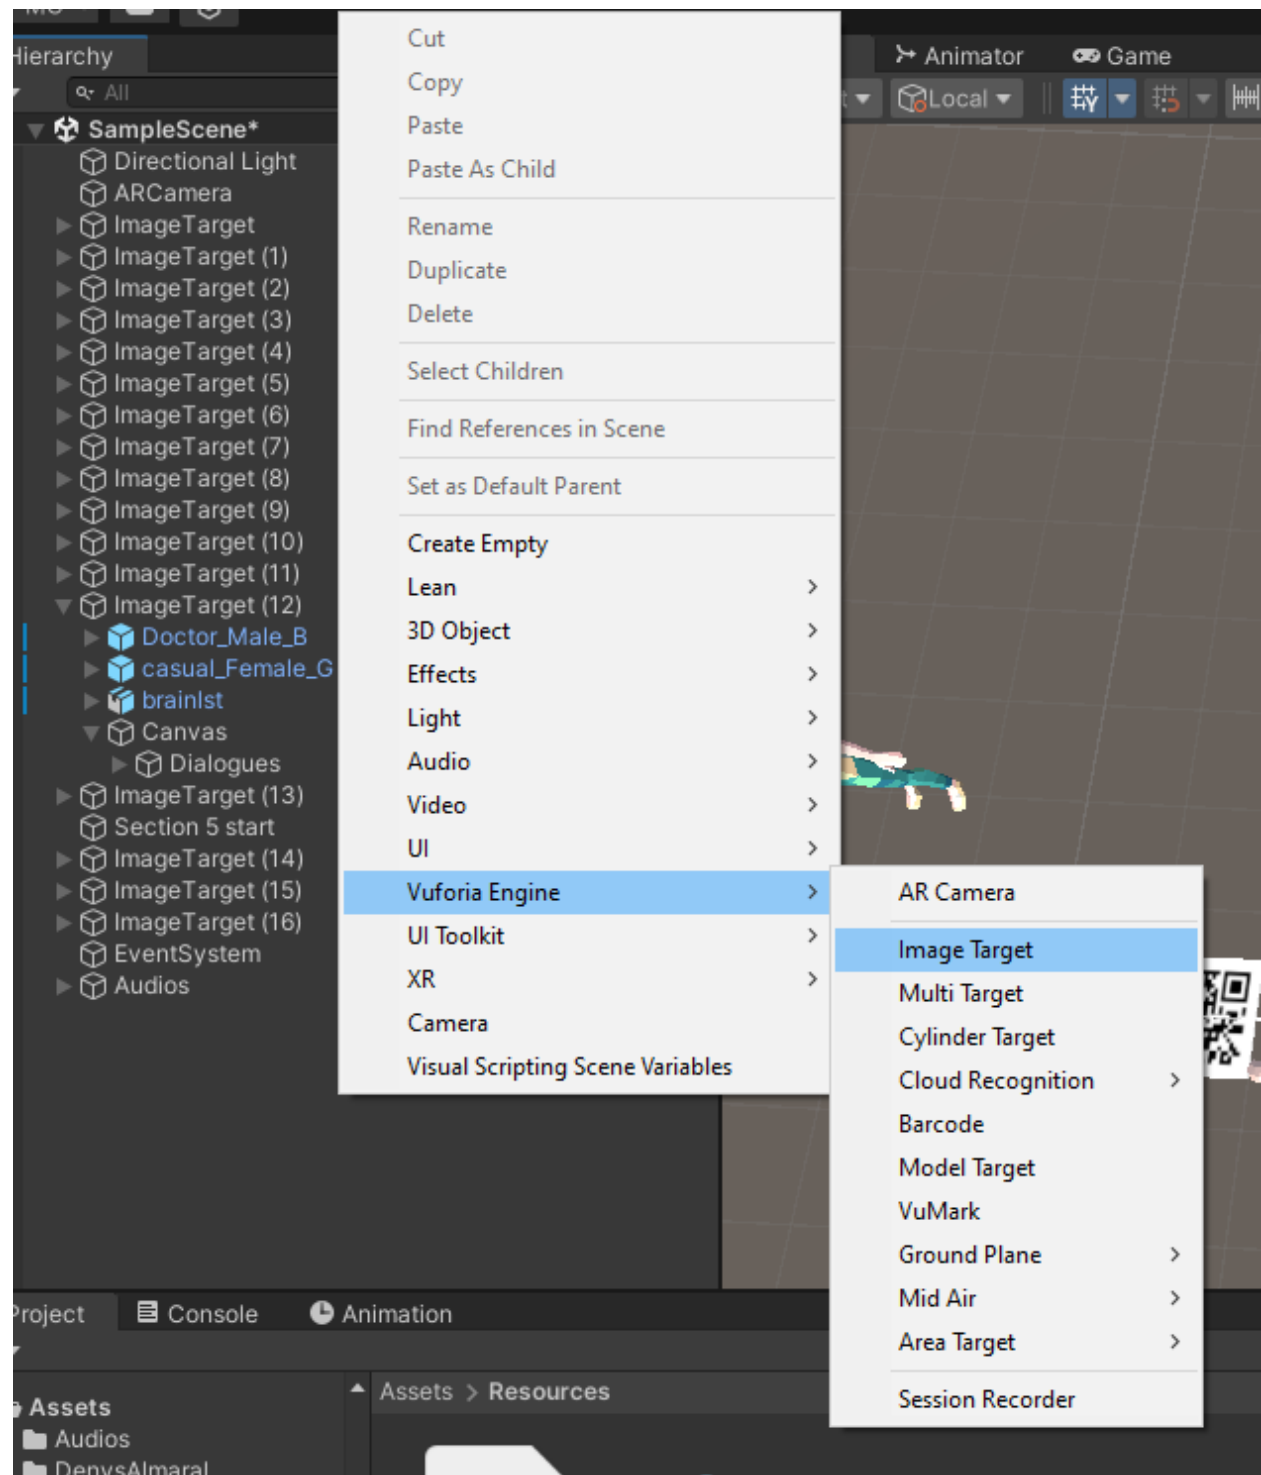 Hierarchy
All
SampleScene*
Directional Light
ARCamera
ImageTarget
ImageTarget (1)
ImageTarget (2)
ImageTarget (3)
ImageTarget (4)
ImageTarget (5)
ImageTarget (6)
ImageTarget (7)
ImageTarget (8)
ImageTarget (9)
ImageTarget (10)
ImageTarget (11)
ImageTarget (12)
Doctor_Male_B
casual_Female_G
Canvas
Dialogues
ImageTarget (13)
Section 5 start
ImageTarget (14)
ImageTarget (15)
ImageTarget (16)
EventSystem
Audios
Cut
Copy
Paste
Paste As Child
Rename
Duplicate
Delete
Select Children
Find References in Scene
Set as Default Parent
Create Empty
Lean
3D Object
Effects
Light
Audio
Video
UI
Vuforia Engine
UI Toolkit
XR
Camera
Visual Scripting Scene Variables
Animator
Game
Local
AR Camera
Image Target
Multi Target
Cylinder Target
Cloud Recognition
Barcode
Model Target
VuMark
Ground Plane
Mid Air
Area Target
Session Recorder
Project
Console
Animation
Assets
Audios
DenysAlmaral
Assets > Resources